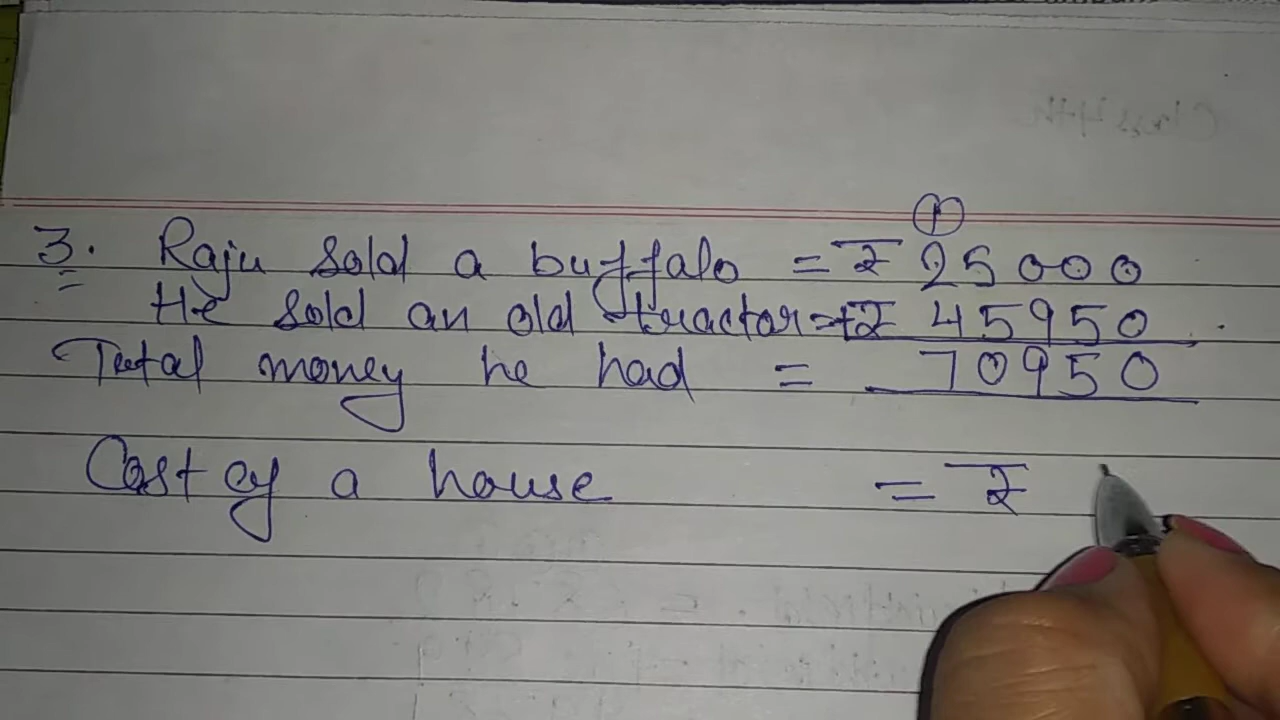 ①
3. Raju sold a buffalo = ₹ 25000
He sold an old tractor = + ₹ 45950
Total money he had = 70950
Cost of a house = ₹